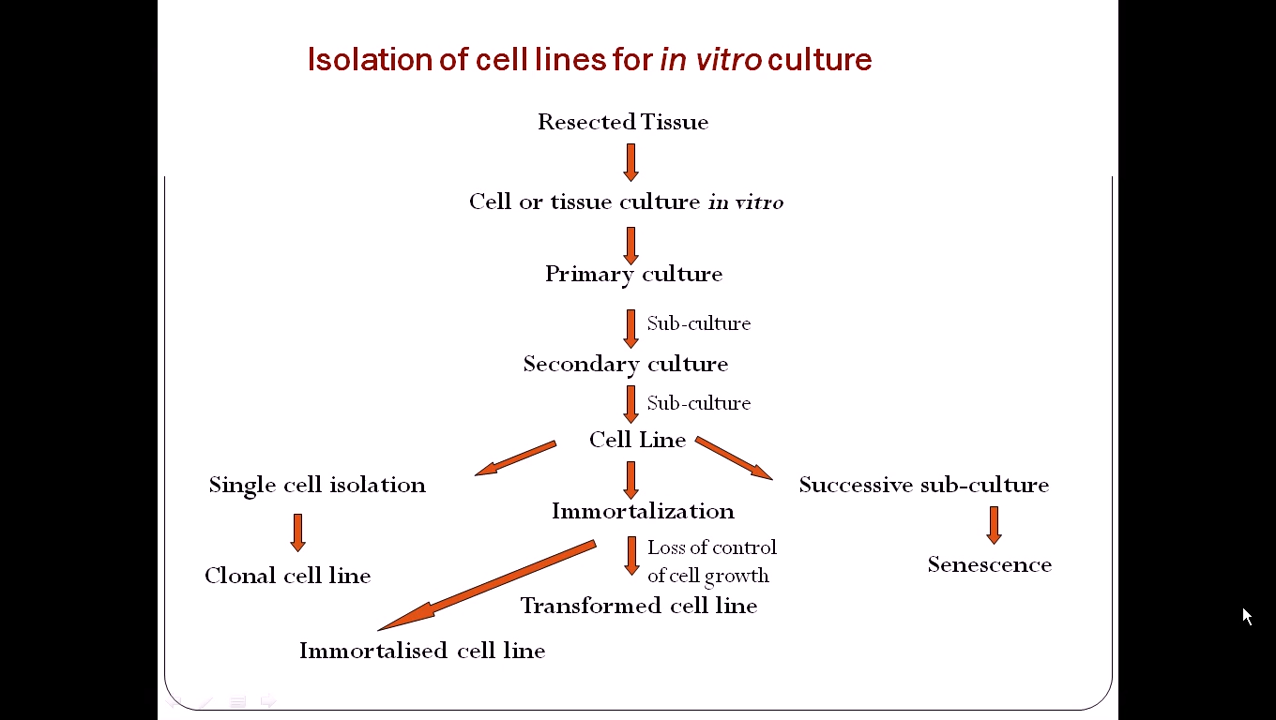 Isolation of cell lines for in vitro culture
Resected Tissue
Cell or tissue culture in vitro
Primary culture
Sub-culture
Secondary culture
Sub-culture
Cell Line
Single cell isolation
Successive sub-culture
Immortalization
Loss of control
of cell growth
Senescence
Clonal cell line
Transformed cell line
Immortalised cell line